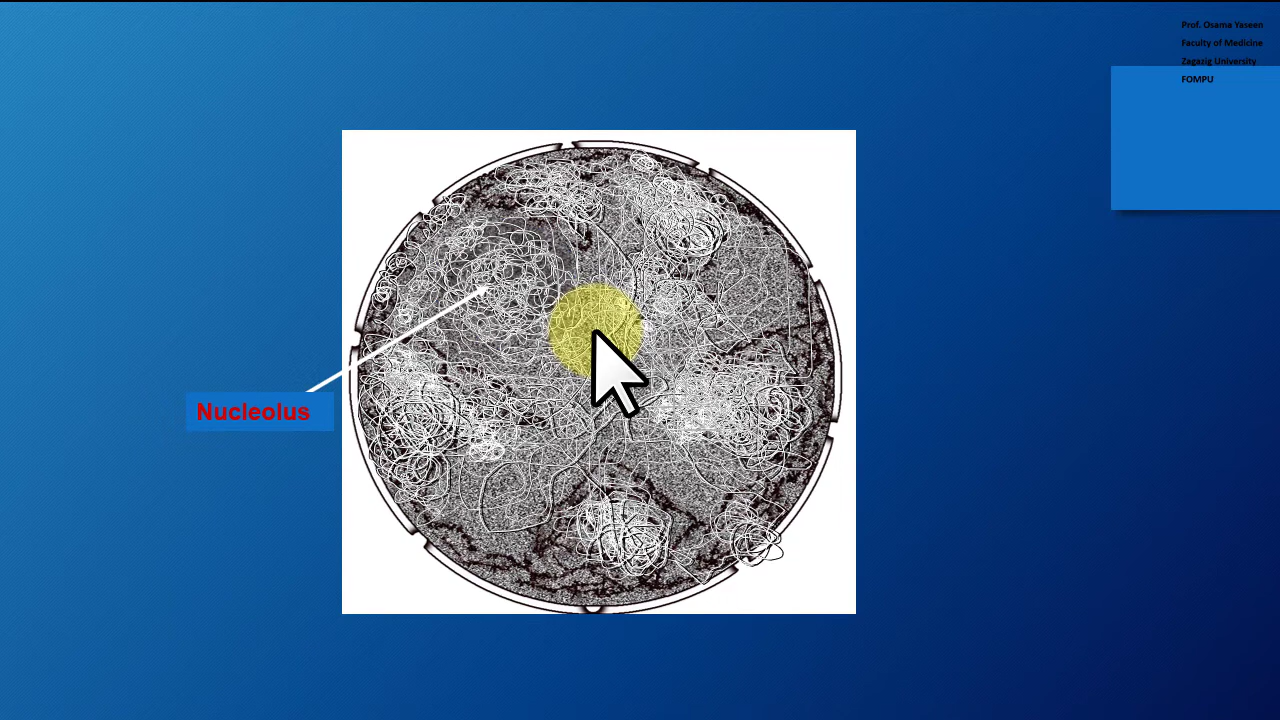 Prof. Osama Yaseen
Faculty of Medicine
Zagazig University
FOMPU
Nucleolus